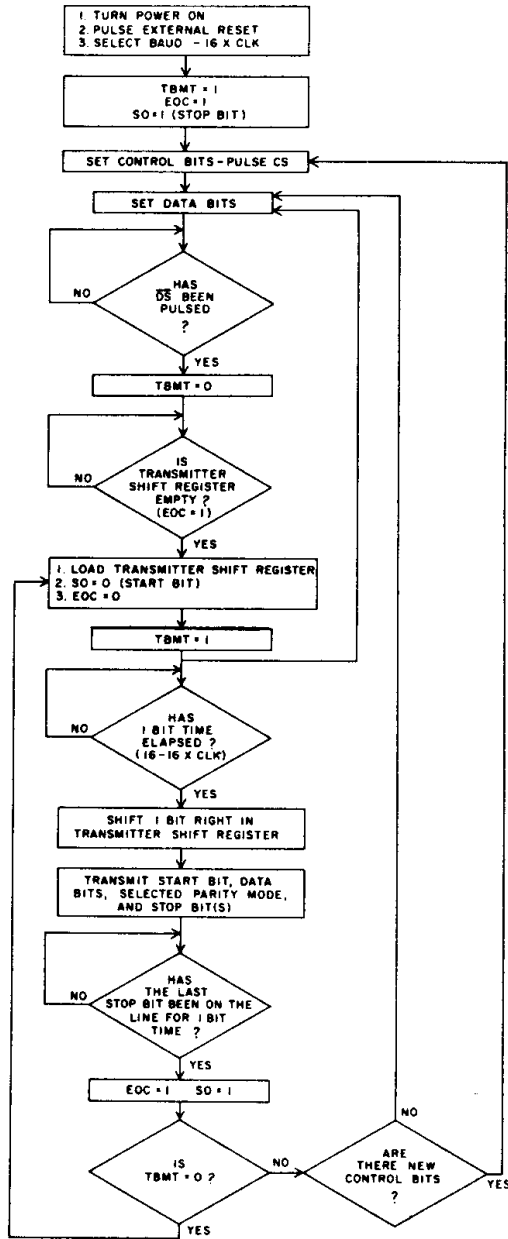 1. TURN POWER ON
2. PULSE EXTERNAL RESET
3. SELECT BAUD - 16 X CLK
TBMT = 1
EOC = 1
SO = 1 (STOP BIT)
SET CONTROL BITS - PULSE CS
SET DATA BITS
HAS
D̅S̅ BEEN
PULSED
?
NO
YES
TBMT = 0
IS
TRANSMITTER
SHIFT REGISTER
EMPTY ?
(EOC = 1)
NO
YES
1. LOAD TRANSMITTER SHIFT REGISTER
2. SO = 0 (START BIT)
3. EOC = 0
TBMT = 1
HAS
1 BIT TIME
ELAPSED ?
(16-16 X CLK)
NO
YES
SHIFT 1 BIT RIGHT IN
TRANSMITTER SHIFT REGISTER
TRANSMIT START BIT, DATA
BITS, SELECTED PARITY MODE,
AND STOP BIT(S)
HAS
THE LAST
STOP BIT BEEN ON THE
LINE FOR 1 BIT
TIME ?
NO
YES
EOC = 1 SO = 1
IS
TBMT = 0 ?
NO
YES
ARE
THERE NEW
CONTROL BITS
?
NO
YES